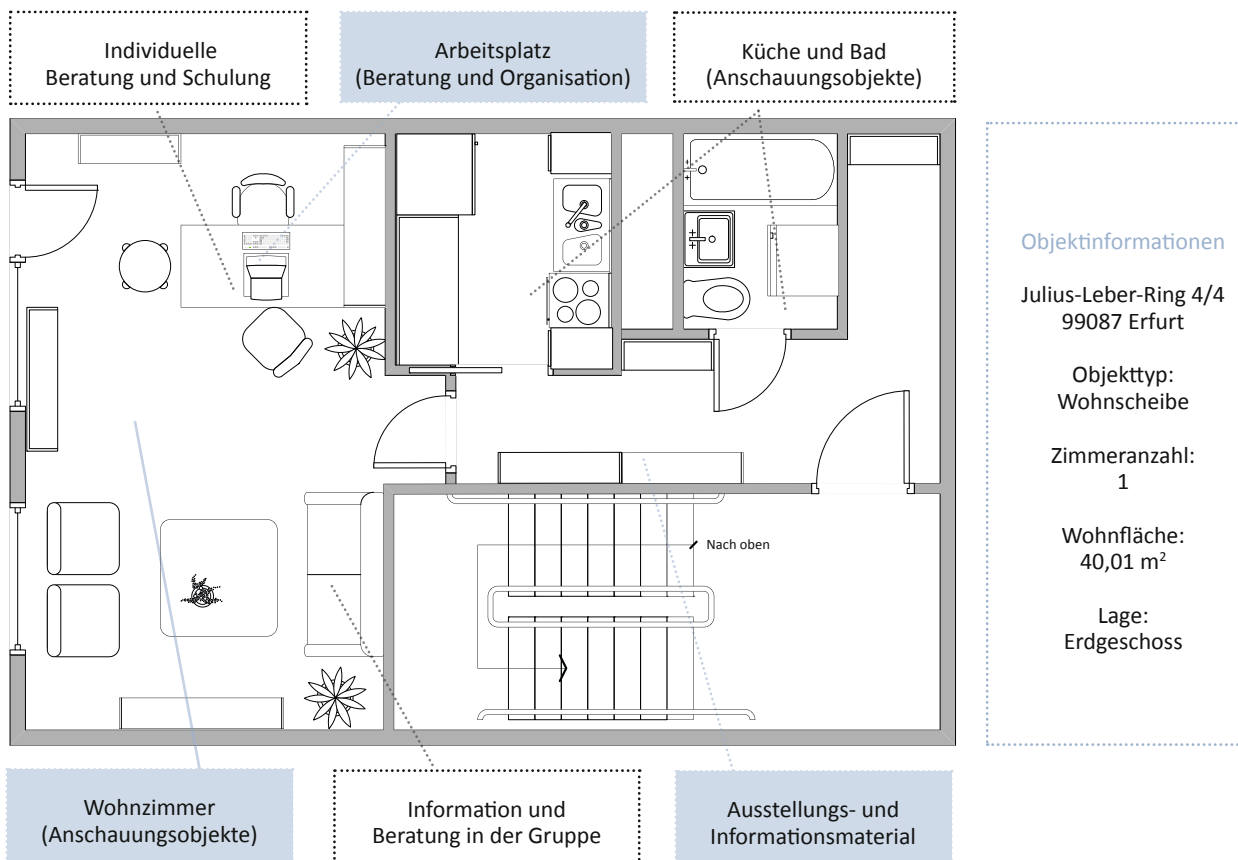 Individuelle
Beratung und Schulung
Arbeitsplatz
(Beratung und Organisation)
Küche und Bad
(Anschauungsobjekte)
Objektinformationen
Julius-Leber-Ring 4/4
99087 Erfurt
Objekttyp:
Wohnscheibe
Zimmeranzahl:
1
Wohnfläche:
40,01 m²
Lage:
Erdgeschoss
Nach oben
Wohnzimmer
(Anschauungsobjekte)
Information und
Beratung in der Gruppe
Ausstellungs- und
Informationsmaterial